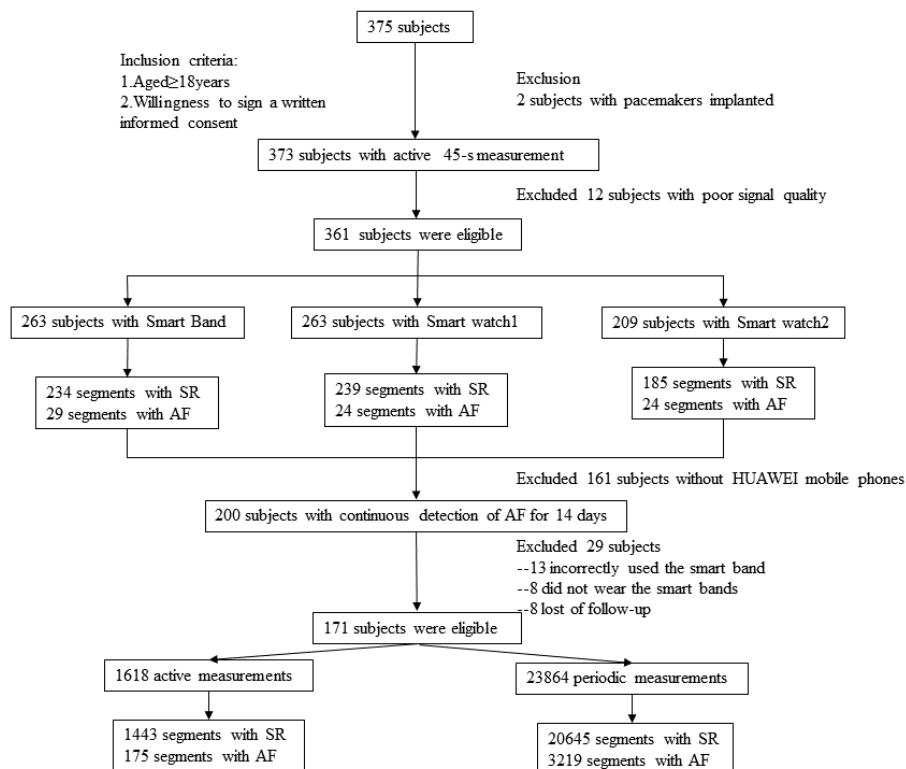 375 subjects
Inclusion criteria:
1.Aged≥18years
2.Willingness to sign a written
informed consent
Exclusion
2 subjects with pacemakers implanted
373 subjects with active 45-s measurement
Excluded 12 subjects with poor signal quality
361 subjects were eligible
263 subjects with Smart Band
263 subjects with Smart watch1
209 subjects with Smart watch2
234 segments with SR
29 segments with AF
239 segments with SR
24 segments with AF
185 segments with SR
24 segments with AF
Excluded 161 subjects without HUAWEI mobile phones
200 subjects with continuous detection of AF for 14 days
Excluded 29 subjects
--13 incorrectly used the smart band
--8 did not wear the smart bands
--8 lost of follow-up
171 subjects were eligible
1618 active measurements
23864 periodic measurements
1443 segments with SR
175 segments with AF
20645 segments with SR
3219 segments with AF